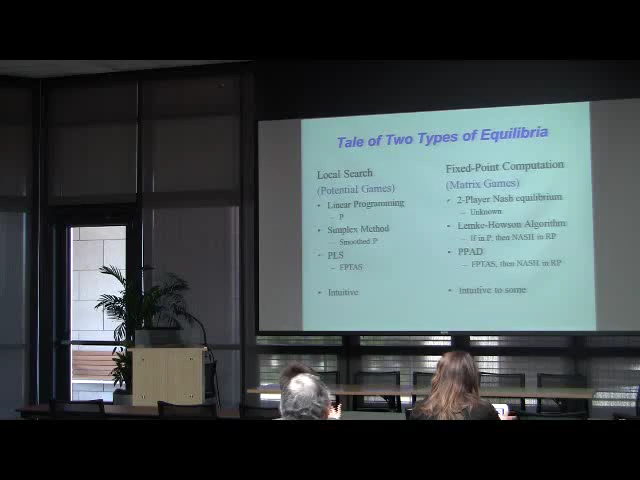 Tale of Two Types of Equilibria
Local Search
(Potential Games)
• Linear Programming
– P
• Simplex Method
– Smoothed P
• PLS
– FPTAS
• Intuitive
Fixed-Point Computation
(Matrix Games)
• 2-Player Nash equilibrium
– Unknown
• Lemke-Howson Algorithm
– If in P, then NASH in RP
• PPAD
– FPTAS, then NASH in RP
• Intuitive to some